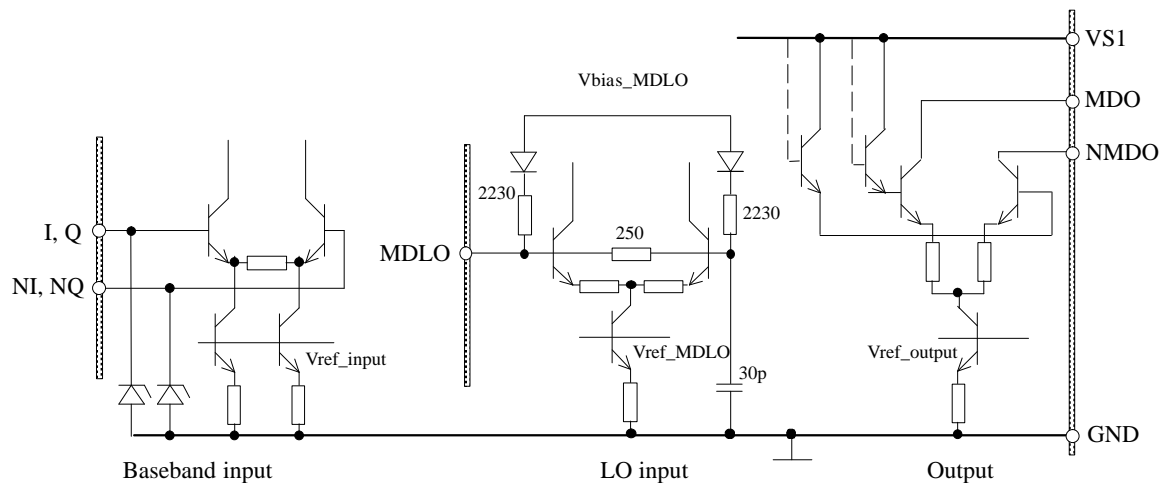 VS1
Vbias_MDLO
MDO
NMDO
2230
2230
I, Q
250
MDLO
NI, NQ
Vref_input
Vref_MDLO
Vref_output
30p
GND
Baseband input
LO input
Output